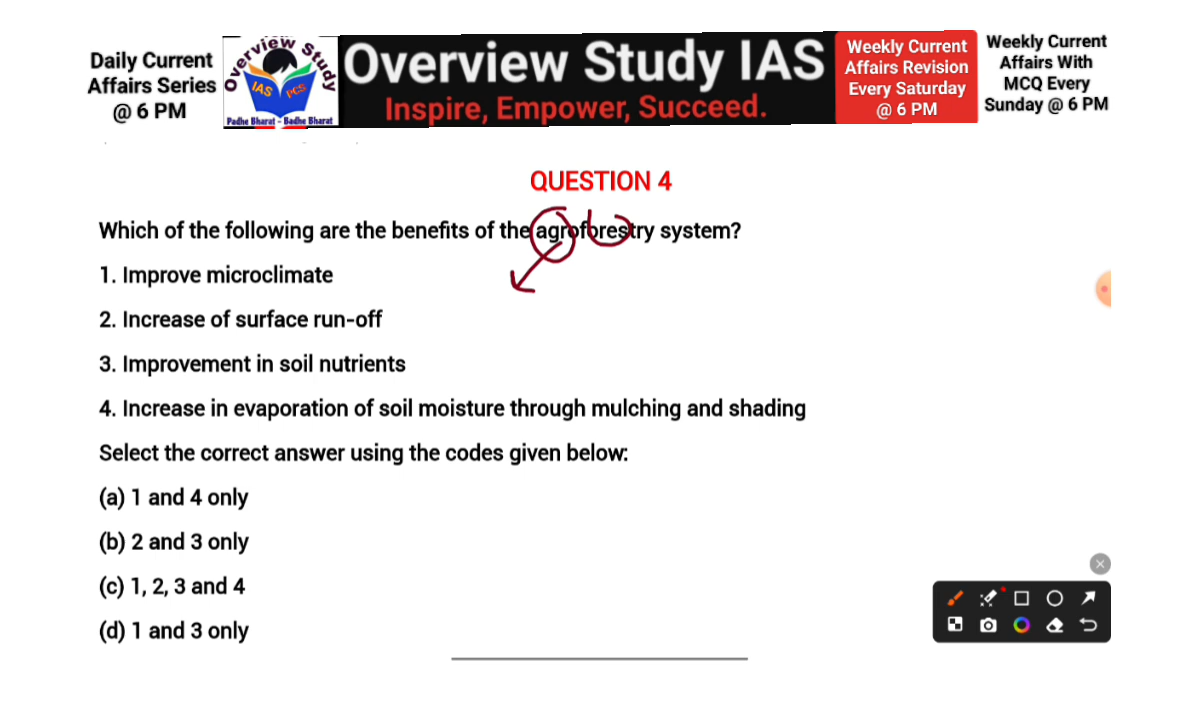 Daily Current
Affairs Series
@ 6 PM
Overview Study
IAS PCS
Padhe Bharat - Badhe Bharat
Overview Study IAS
Inspire, Empower, Succeed.
Weekly Current
Affairs Revision
Every Saturday
@ 6 PM
Weekly Current
Affairs With
MCQ Every
Sunday @ 6 PM
QUESTION 4
Which of the following are the benefits of the agroforestry system?
1. Improve microclimate
2. Increase of surface run-off
3. Improvement in soil nutrients
4. Increase in evaporation of soil moisture through mulching and shading
Select the correct answer using the codes given below:
(a) 1 and 4 only
(b) 2 and 3 only
(c) 1, 2, 3 and 4
(d) 1 and 3 only